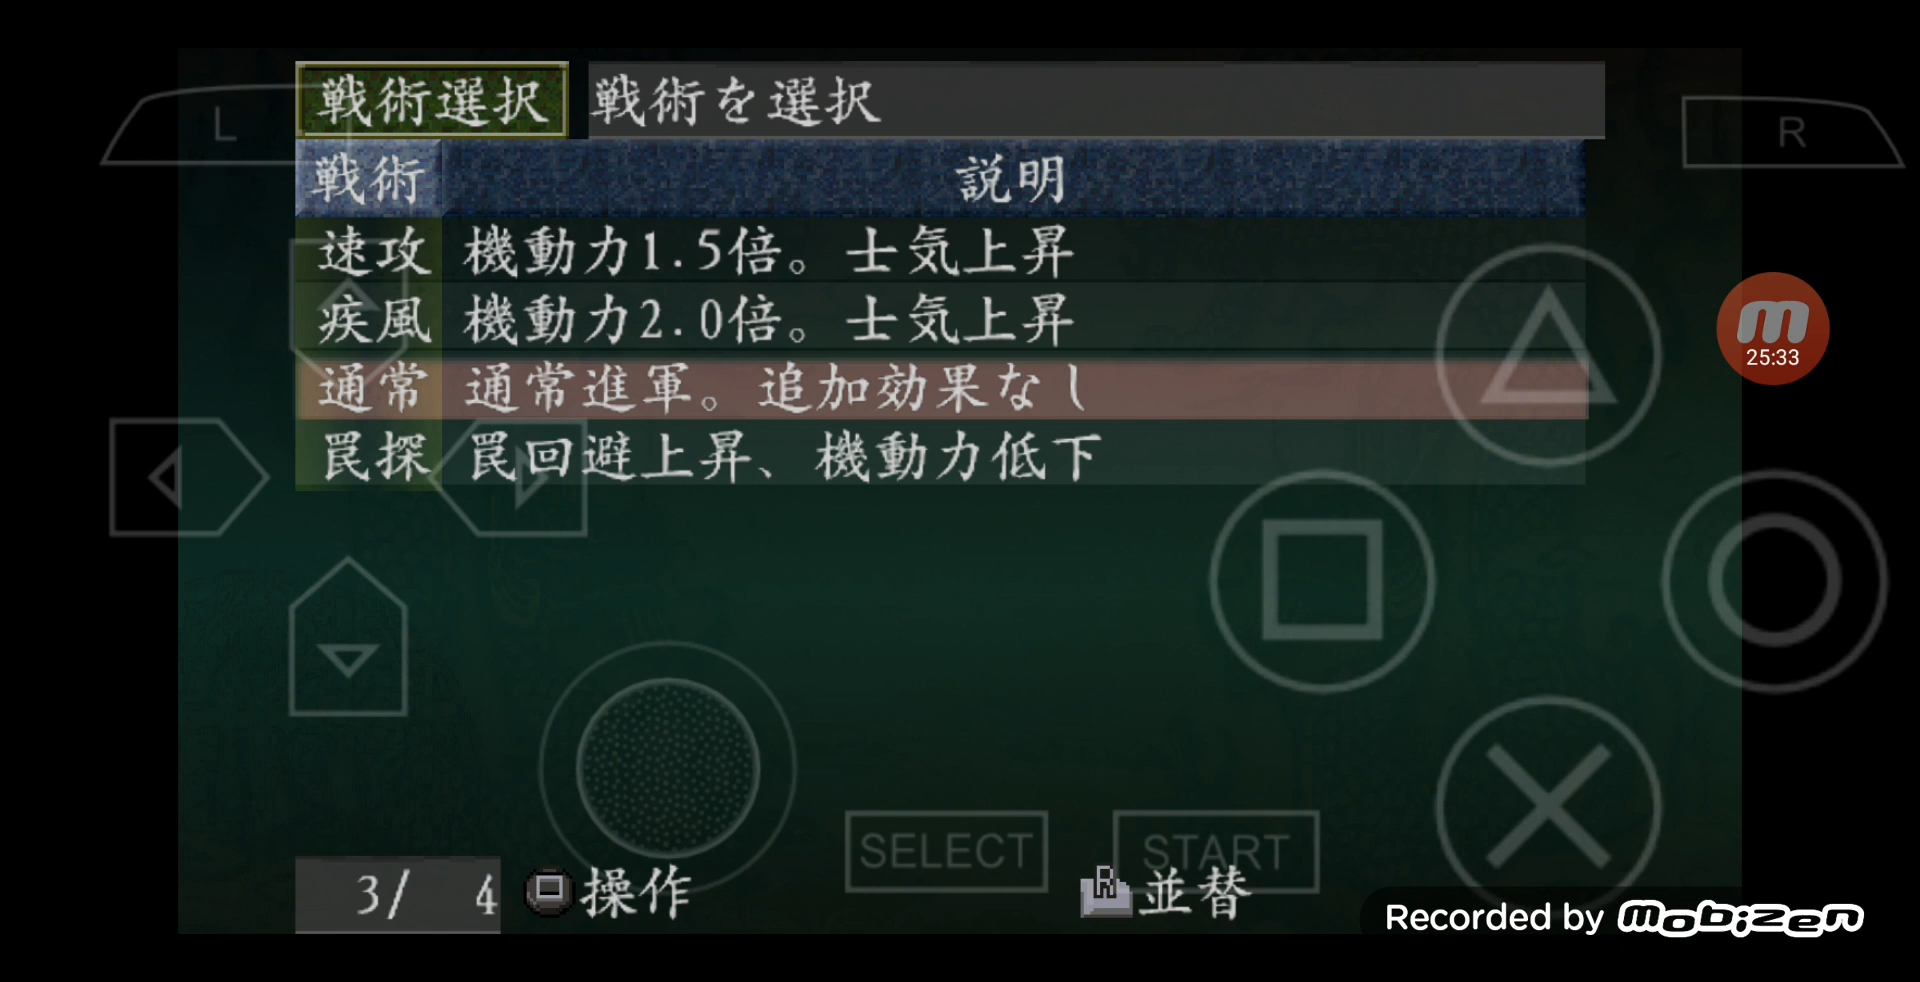 戦術選択 戦術を選択
L
R
戦術 説明
速攻 機動力1.5倍。士気上昇
疾風 機動力2.0倍。士気上昇
25:33
通常 通常進軍。追加効果なし
罠探 罠回避上昇、機動力低下
SELECT START
3/ 4 操作 R 並替
Recorded by mobizen